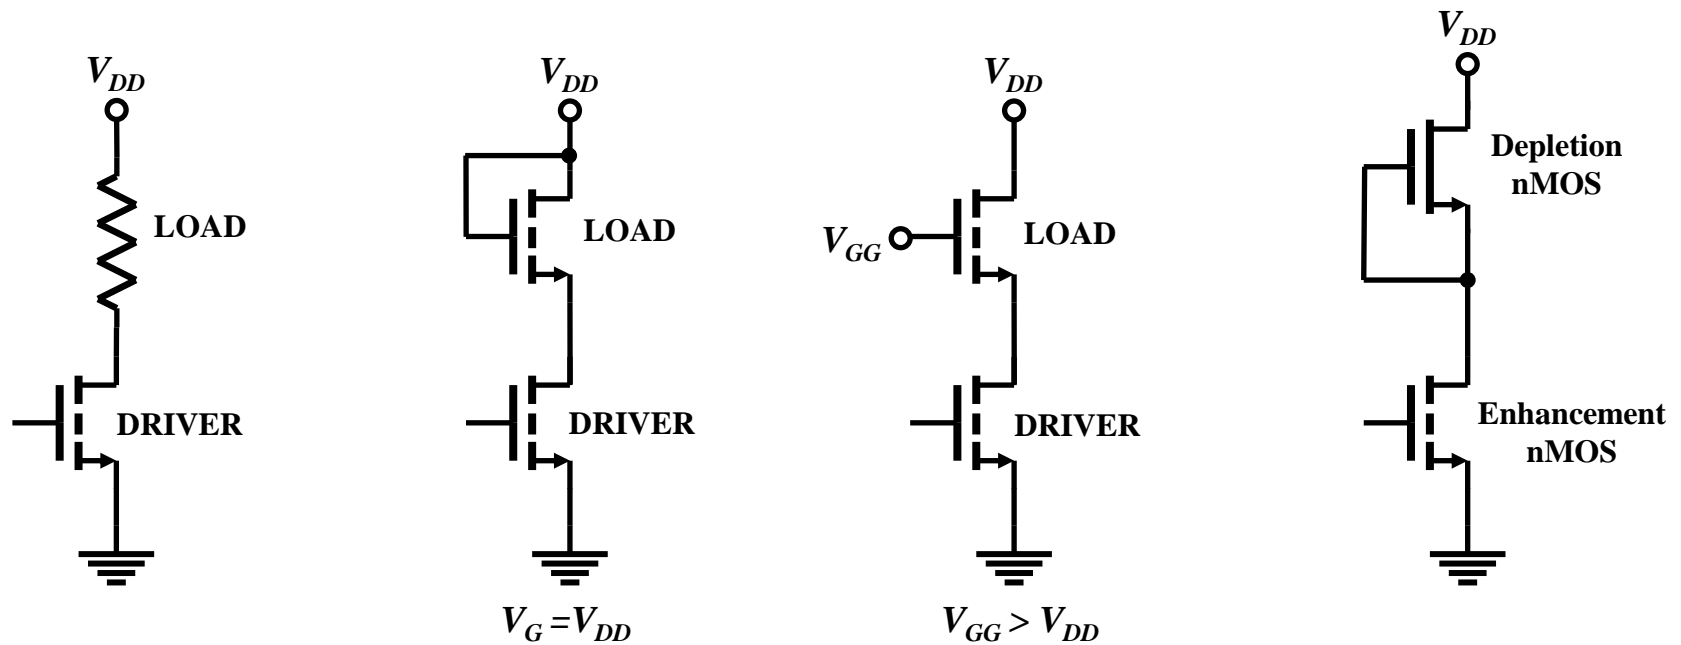 V_DD
LOAD
DRIVER
V_DD
LOAD
DRIVER
V_G =V_DD
V_DD
V_GG
LOAD
DRIVER
V_GG > V_DD
V_DD
Depletion
nMOS
Enhancement
nMOS